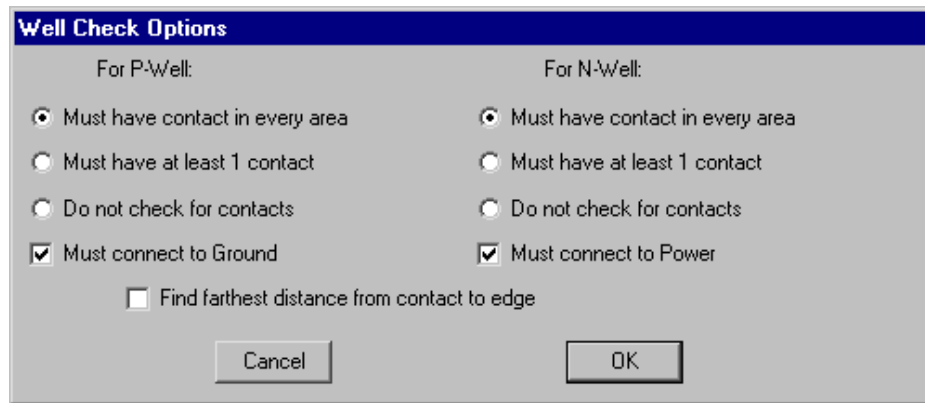 Well Check Options
For P-Well: For N-Well:
Must have contact in every area Must have contact in every area
Must have at least 1 contact Must have at least 1 contact
Do not check for contacts Do not check for contacts
Must connect to Ground Must connect to Power
Find farthest distance from contact to edge
Cancel OK